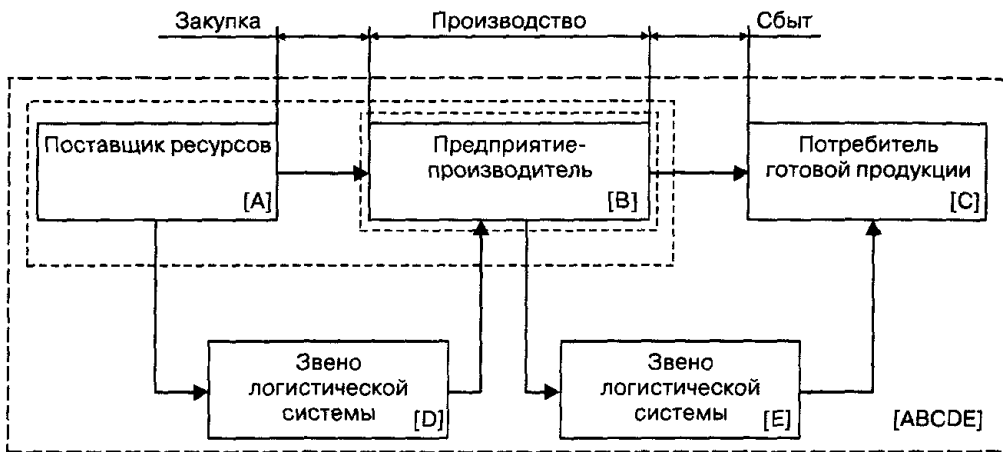 Закупка
Производство
Сбыт
Поставщик ресурсов
[A]
Предприятие-
производитель
[B]
Потребитель
готовой продукции
[C]
Звено
логистической
системы
[D]
Звено
логистической
системы
[E]
[ABCDE]